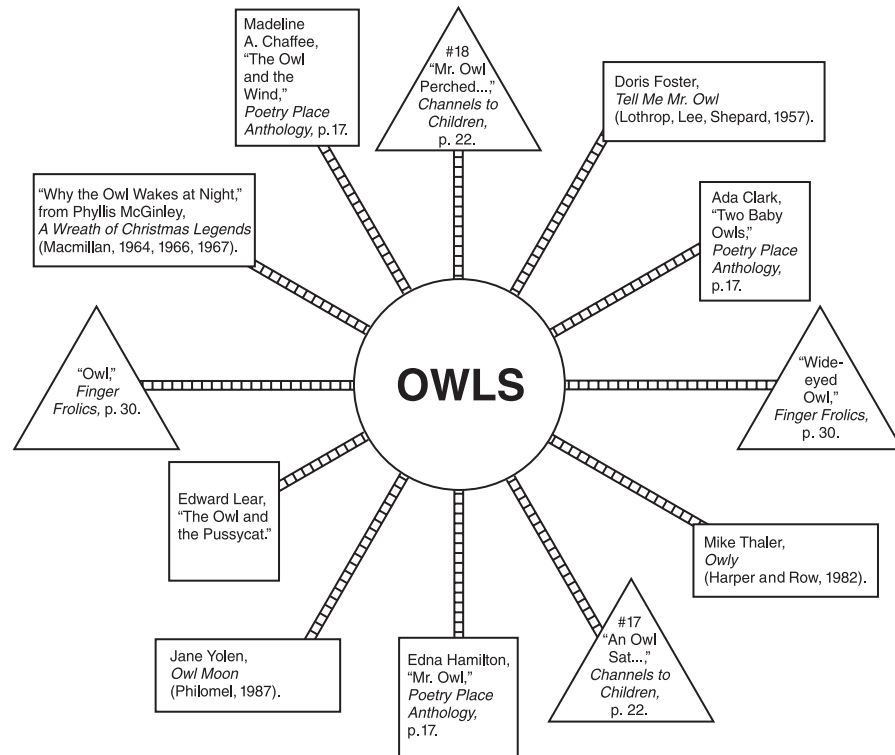 Madeline
A. Chaffee,
“The Owl
and the
Wind,”
Poetry Place
Anthology, p. 17.
#18
“Mr. Owl
Perched...,”
Channels to
Children,
p. 22.
Doris Foster,
Tell Me Mr. Owl
(Lothrop, Lee, Shepard, 1957).
“Why the Owl Wakes at Night,”
from Phyllis McGinley,
A Wreath of Christmas Legends
(Macmillan, 1964, 1966, 1967).
Ada Clark,
“Two Baby
Owls,”
Poetry Place
Anthology,
p.17.
“Owl,”
Finger
Frolics, p. 30.
OWLS
“Wide-
eyed
Owl,”
Finger Frolics,
p. 30.
Edward Lear,
“The Owl and
the Pussycat.”
Mike Thaler,
Owly
(Harper and Row, 1982).
Jane Yolen,
Owl Moon
(Philomel, 1987).
Edna Hamilton,
“Mr. Owl,”
Poetry Place
Anthology,
p.17.
#17
“An Owl
Sat...,”
Channels to
Children,
p. 22.